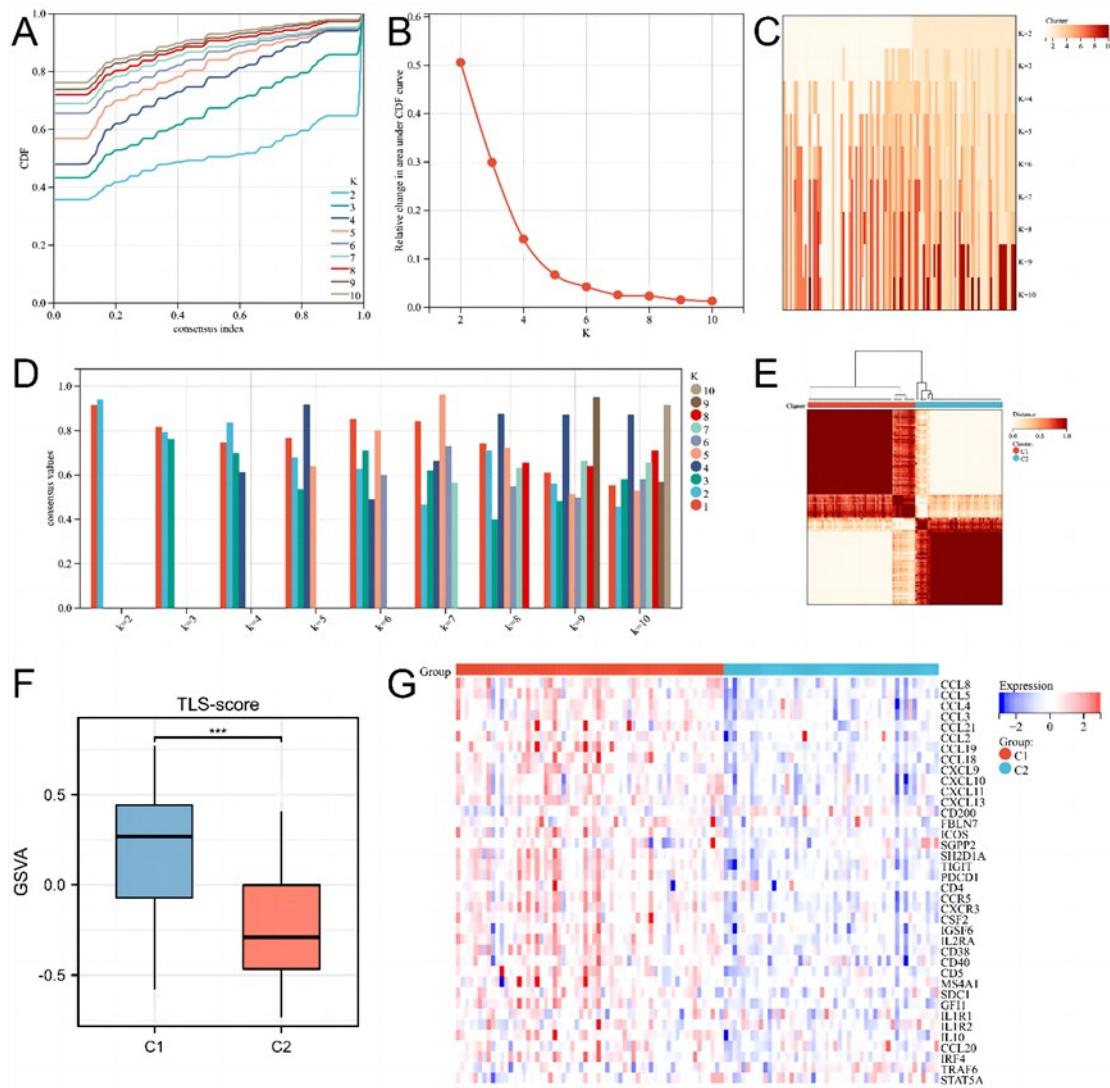 A
CDF
1.0
0.8
0.6
0.4
0.2
0.0
0.0 0.2 0.4 0.6 0.8 1.0
consensus index
K
2
3
4
5
6
7
8
9
10
B
Relative change in area under CDF curve
0.6
0.5
0.4
0.3
0.2
0.1
0.0
2 4 6 8 10
K
C
Cluster
2 4 6 8 10
K=2
K=3
K=4
K=5
K=6
K=7
K=8
K=9
K=10
D
consensus values
1.0
0.8
0.6
0.4
0.2
0.0
k=2 k=3 k=4 k=5 k=6 k=7 k=8 k=9 k=10
K
10
9
8
7
6
5
4
3
2
1
E
Cluster
Distance
0.0 0.5 1.0
Cluster:
C1
C2
F
TLS-score
***
GSVA
0.5
0.0
-0.5
C1 C2
G
Group
CCL8
CCL5
CCL4
CCL3
CCL21
CCL2
CCL19
CCL18
CXCL9
CXCL10
CXCL11
CXCL13
CD200
FBLN7
ICOS
SGPP2
SH2D1A
TIGIT
PDCD1
CD4
CCR5
CXCR3
CSF2
IGSF6
IL2RA
CD38
CD40
CD5
MS4A1
SDC1
GFI1
IL1R1
IL1R2
IL10
CCL20
IRF4
TRAF6
STAT5A
Expression
−2 0 2
Group:
C1
C2